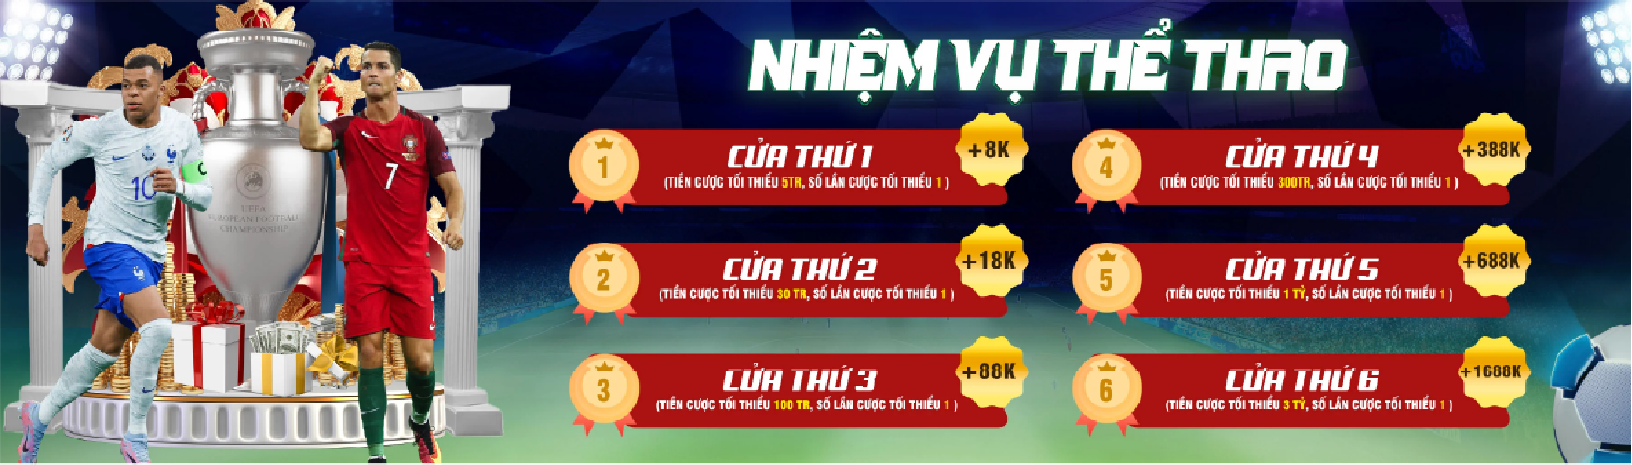 NHIỆM VỤ THỂ THAO
1
CỬA THỨ 1
+8K
(TIỀN CƯỢC TỐI THIỂU 5TR, SỐ LẦN CƯỢC TỐI THIỂU 1 )
2
CỬA THỨ 2
+18K
(TIỀN CƯỢC TỐI THIỂU 30 TR, SỐ LẦN CƯỢC TỐI THIỂU 1 )
3
CỬA THỨ 3
+88K
(TIỀN CƯỢC TỐI THIỂU 100 TR, SỐ LẦN CƯỢC TỐI THIỂU 1 )
4
CỬA THỨ 4
+388K
(TIỀN CƯỢC TỐI THIỂU 300TR, SỐ LẦN CƯỢC TỐI THIỂU 1 )
5
CỬA THỨ 5
+688K
(TIỀN CƯỢC TỐI THIỂU 1 TỶ, SỐ LẦN CƯỢC TỐI THIỂU 1 )
6
CỬA THỨ 6
+1688K
(TIỀN CƯỢC TỐI THIỂU 3 TỶ, SỐ LẦN CƯỢC TỐI THIỂU 1 )
10
7
C
UEFA
EUROPEAN FOOTBALL
CHAMPIONSHIP